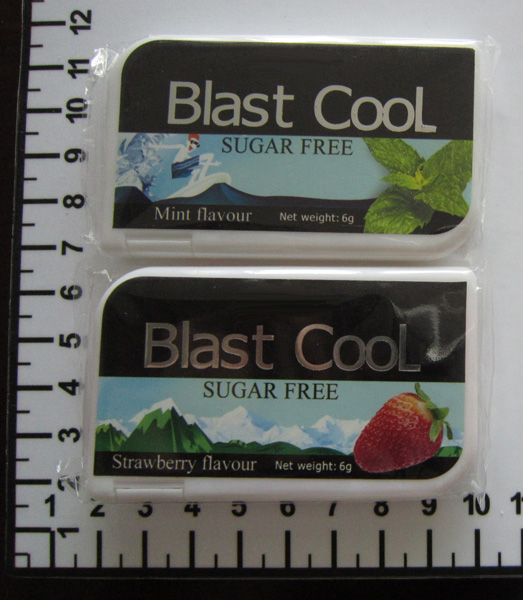 12
11
10
9
8
7
6
5
4
3
2
1
Blast CooL
SUGAR FREE
Mint flavour
Net weight: 6g
Blast CooL
SUGAR FREE
Strawberry flavour
Net weight: 6g
1 2 3 4 5 6 7 8 9 10